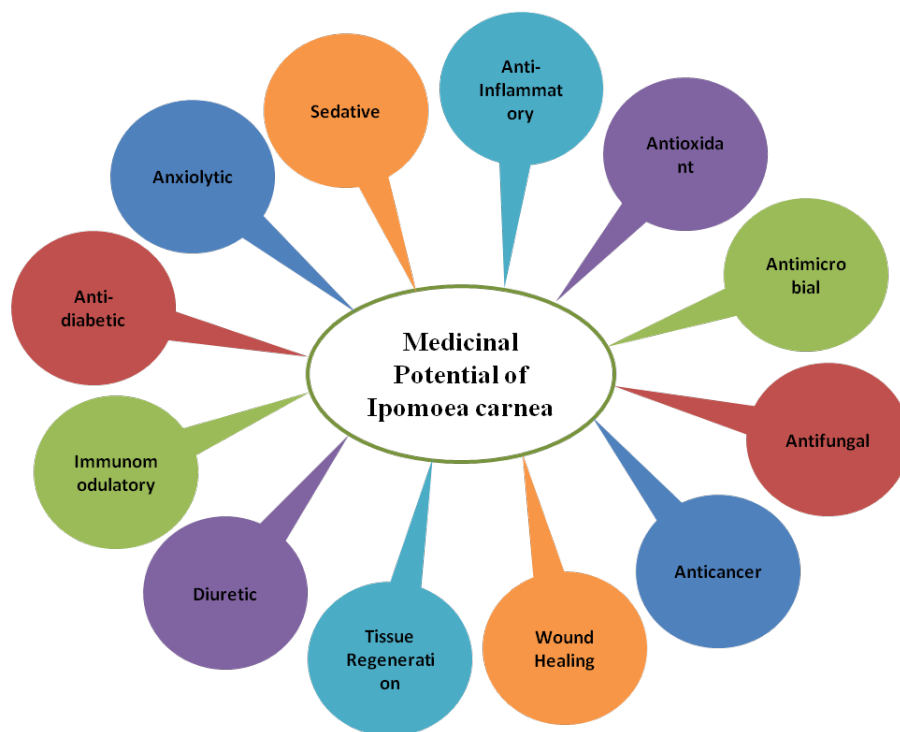 Medicinal
Potential of
Ipomoea carnea
Anti-
Inflammat
ory
Antioxida
nt
Antimicro
bial
Antifungal
Anticancer
Wound
Healing
Tissue
Regenerati
on
Diuretic
Immunom
odulatory
Anti-
diabetic
Anxiolytic
Sedative